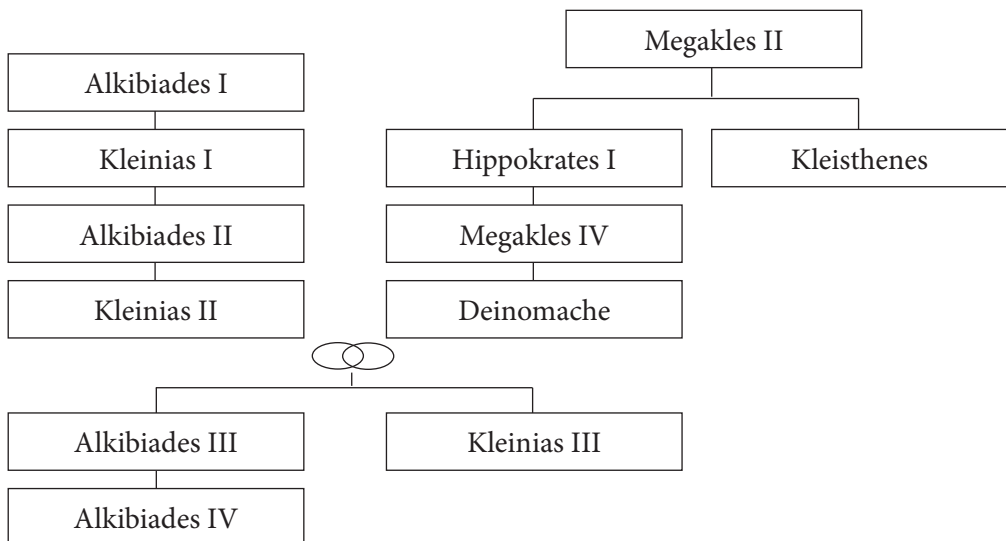 Megakles II
Alkibiades I
Kleinias I
Hippokrates I
Kleisthenes
Alkibiades II
Megakles IV
Kleinias II
Deinomache
Alkibiades III
Kleinias III
Alkibiades IV